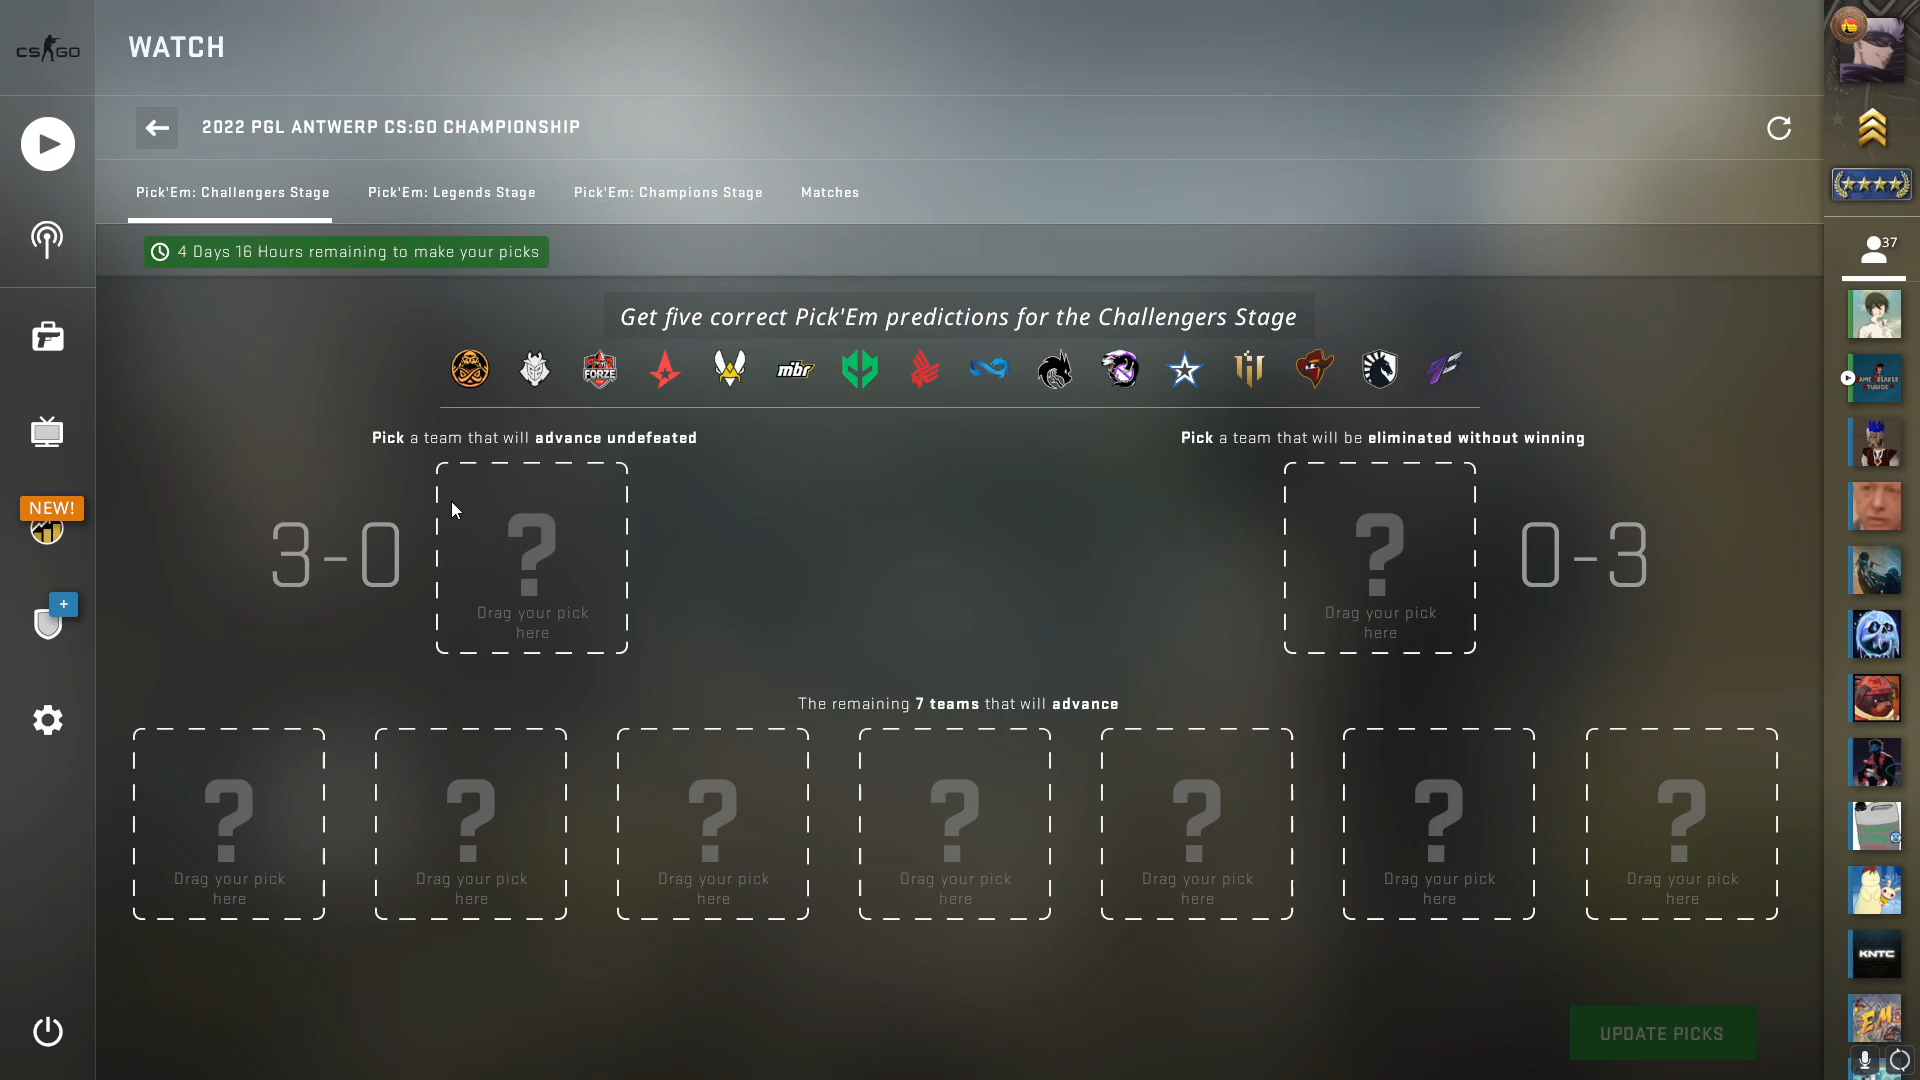 CS GO
WATCH
2022 PGL ANTWERP CS:GO CHAMPIONSHIP
Pick'Em: Challengers Stage
Pick'Em: Legends Stage
Pick'Em: Champions Stage
Matches
4 Days 16 Hours remaining to make your picks
37
Get five correct Pick'Em predictions for the Challengers Stage
FORZE
mibr
Pick a team that will advance undefeated
Pick a team that will be eliminated without winning
NEW!
3-0
?
Drag your pick
here
?
Drag your pick
here
0-3
+
The remaining 7 teams that will advance
?
Drag your pick
here
?
Drag your pick
here
?
Drag your pick
here
?
Drag your pick
here
?
Drag your pick
here
?
Drag your pick
here
?
Drag your pick
here
KNTC
EM
UPDATE PICKS